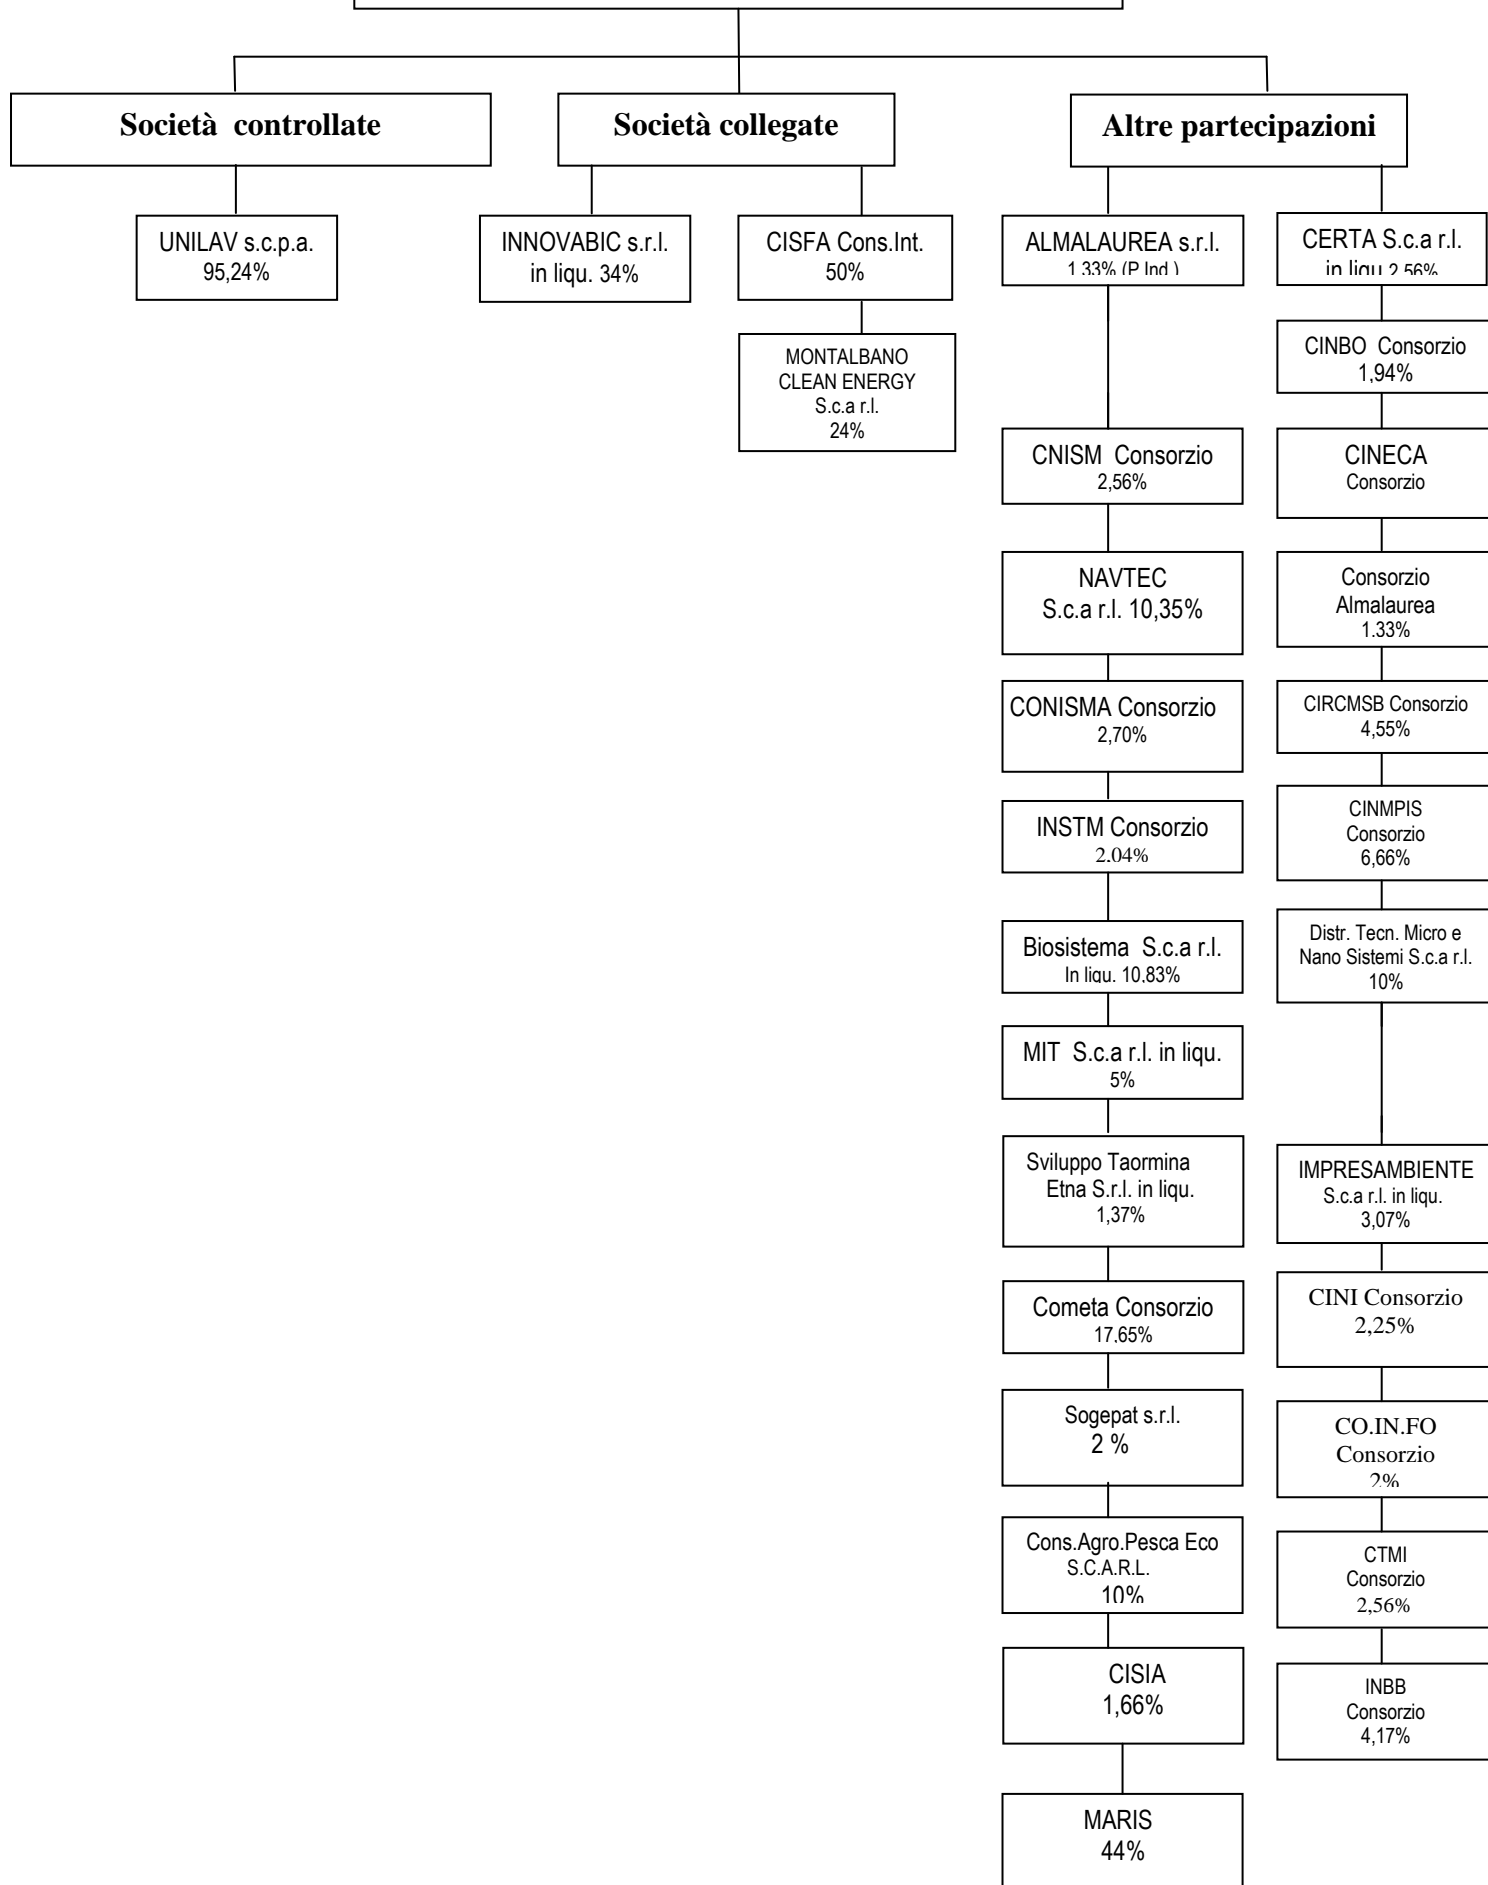 Società controllate
Società collegate
Altre partecipazioni
UNILAV s.c.p.a.
95,24%
INNOVABIC s.r.l.
in liqu. 34%
CISFA Cons.Int.
50%
MONTALBANO
CLEAN ENERGY
S.c.a r.l.
24%
ALMALAUREA s.r.l.
1.33% (P.Ind.)
CNISM Consorzio
2,56%
NAVTEC
S.c.a r.l. 10,35%
CONISMA Consorzio
2,70%
INSTM Consorzio
2.04%
Biosistema S.c.a r.l.
In liqu. 10,83%
MIT S.c.a r.l. in liqu.
5%
Sviluppo Taormina
Etna S.r.l. in liqu.
1,37%
Cometa Consorzio
17,65%
Sogepat s.r.l.
2 %
Cons.Agro.Pesca Eco
S.C.A.R.L.
10%
CISIA
1,66%
MARIS
44%
CERTA S.c.a r.l.
in liqu 2,56%
CINBO Consorzio
1,94%
CINECA
Consorzio
Consorzio
Almalaurea
1.33%
CIRCMSB Consorzio
4,55%
CINMPIS
Consorzio
6,66%
Distr. Tecn. Micro e
Nano Sistemi S.c.a r.l.
10%
IMPRESAMBIENTE
S.c.a r.l. in liqu.
3,07%
CINI Consorzio
2,25%
CO.IN.FO
Consorzio
2%
CTMI
Consorzio
2,56%
INBB
Consorzio
4,17%